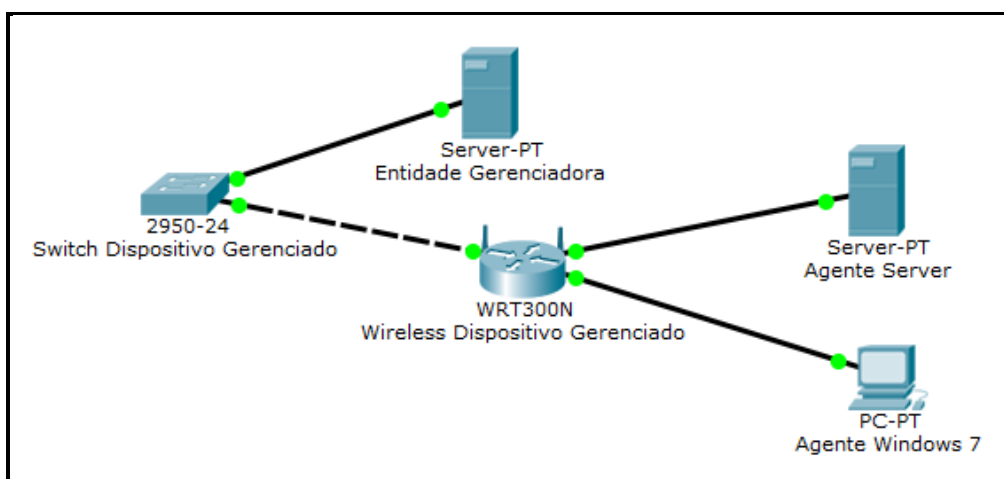 Server-PT
Entidade Gerenciadora
2950-24
Switch Dispositivo Gerenciado
Server-PT
Agente Server
WRT300N
Wireless Dispositivo Gerenciado
PC-PT
Agente Windows 7